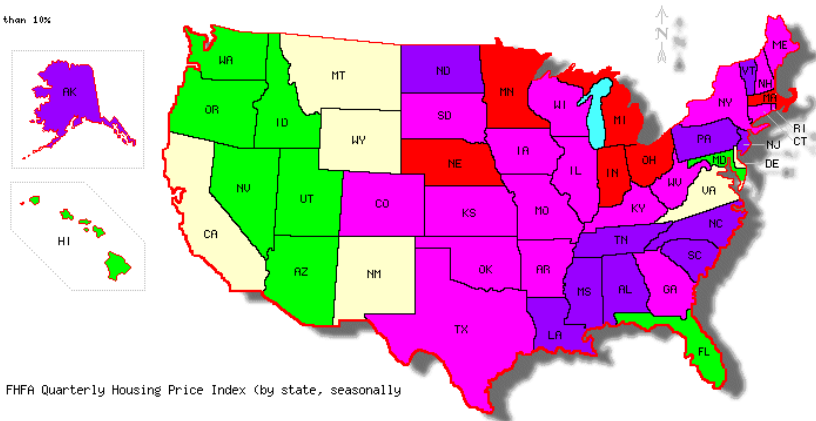 than 10%
N
N
ME
WA
MT
ND
VT
NH
MN
AK
WI
NY
MA
OR
MI
ID
SD
RI
WY
PA
CT
NJ
IA
OH
MD
DE
NE
IN
IL
NV
WV
VA
UT
CO
KY
MO
KS
NC
CA
TN
HI
SC
AZ
OK
AR
NM
GA
MS
AL
TX
LA
FL
FHFA Quarterly Housing Price Index (by state, seasonally